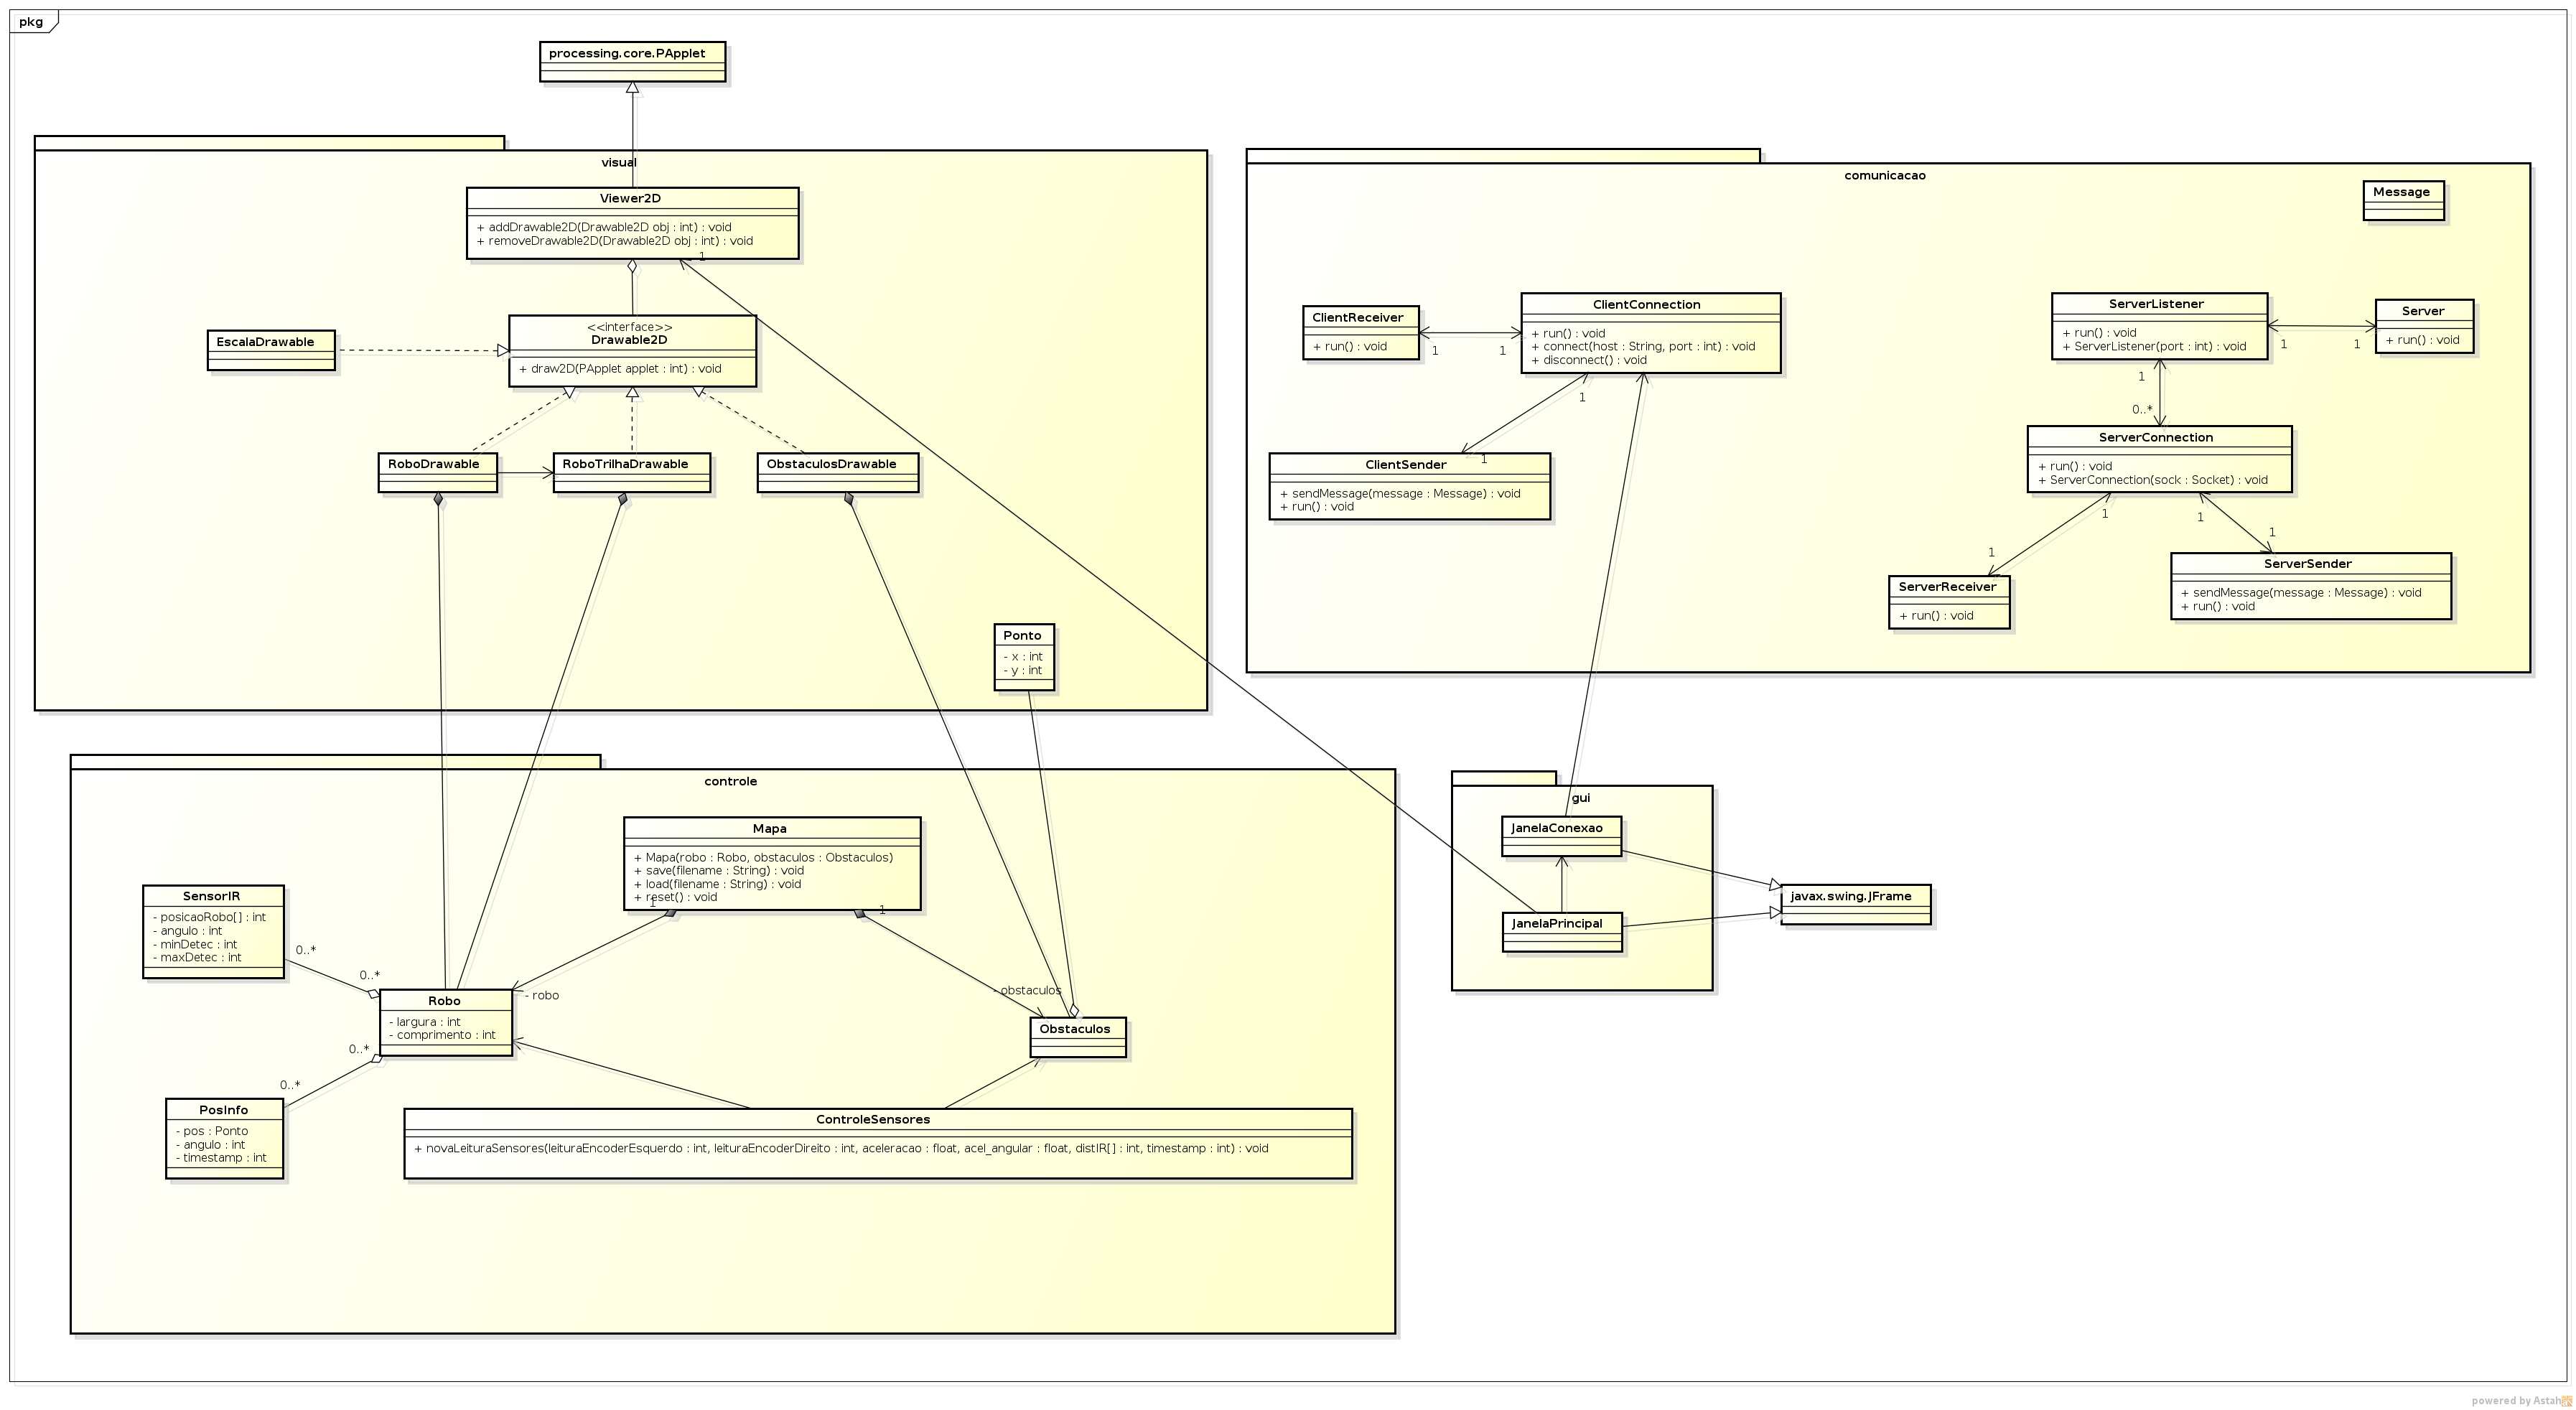 pkg
processing.core.PApplet
visual
Viewer2D
+ addDrawable2D(Drawable2D obj : int) : void
+ removeDrawable2D(Drawable2D obj : int) : void
1
<<interface>>
Drawable2D
+ draw2D(PApplet applet : int) : void
EscalaDrawable
RoboDrawable
RoboTrilhaDrawable
ObstaculosDrawable
Ponto
- x : int
- y : int
comunicacao
Message
ClientReceiver
+ run() : void
1
1
ClientConnection
+ run() : void
+ connect(host : String, port : int) : void
+ disconnect() : void
1
1
ClientSender
+ sendMessage(message : Message) : void
+ run() : void
ServerListener
+ run() : void
+ ServerListener(port : int) : void
1
1
Server
+ run() : void
1
0..*
ServerConnection
+ run() : void
+ ServerConnection(sock : Socket) : void
1
1
1
1
ServerReceiver
+ run() : void
ServerSender
+ sendMessage(message : Message) : void
+ run() : void
controle
Mapa
+ Mapa(robo : Robo, obstaculos : Obstaculos)
+ save(filename : String) : void
+ load(filename : String) : void
+ reset() : void
1
1
SensorIR
- posicaoRobo[] : int
- angulo : int
- minDetec : int
- maxDetec : int
0..*
0..*
- robo
- obstaculos
Robo
- largura : int
- comprimento : int
Obstaculos
0..*
0..*
PosInfo
- pos : Ponto
- angulo : int
- timestamp : int
ControleSensores
+ novaLeituraSensores(leituraEncoderEsquerdo : int, leituraEncoderDireito : int, aceleracao : float, acel_angular : float, distIR[] : int, timestamp : int) : void
gui
JanelaConexao
JanelaPrincipal
javax.swing.JFrame
powered by Astah